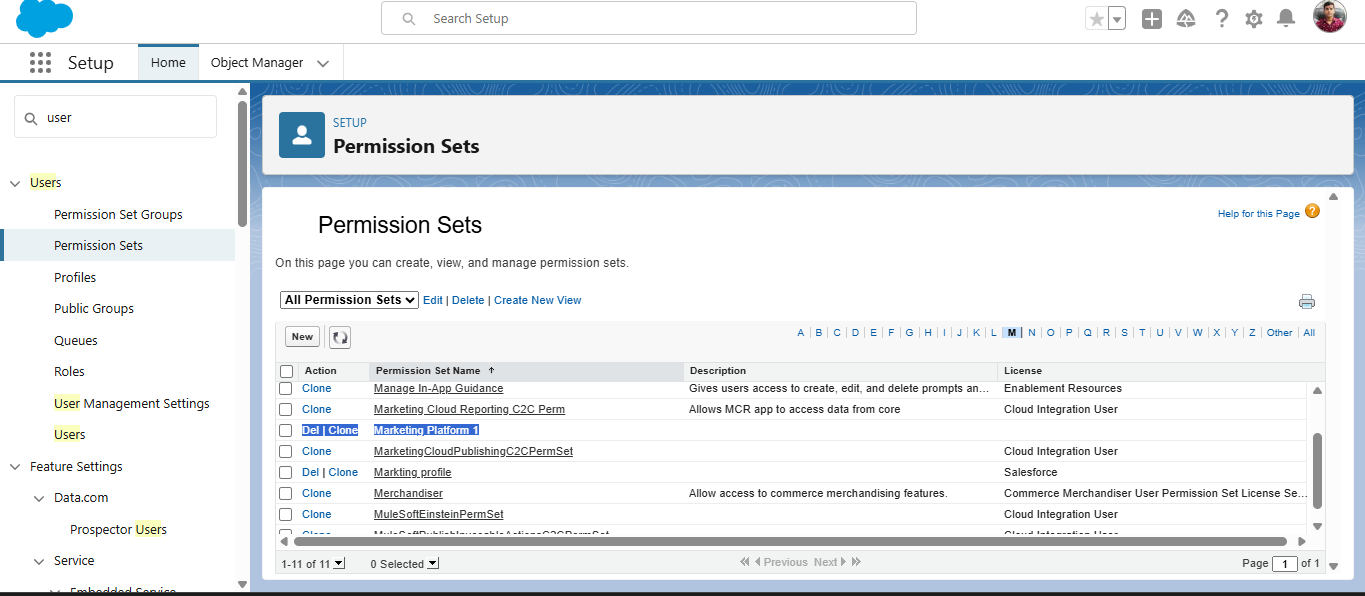 Search Setup
Setup
Home
Object Manager
user
Users
Permission Set Groups
Permission Sets
Profiles
Public Groups
Queues
Roles
User Management Settings
Users
Feature Settings
Data.com
Prospector Users
Service
Embedded Service
SETUP
Permission Sets
Permission Sets
Help for this Page ?
On this page you can create, view, and manage permission sets.
All Permission Sets Edit | Delete | Create New View
New
A | B | C | D | E | F | G | H | I | J | K | L | M | N | O | P | Q | R | S | T | U | V | W | X | Y | Z | Other | All
Action Permission Set Name ↑ Description License
Clone Manage In-App Guidance Gives users access to create, edit, and delete prompts an... Enablement Resources
Clone Marketing Cloud Reporting C2C Perm Allows MCR app to access data from core Cloud Integration User
Del | Clone Marketing Platform 1
Clone MarketingCloudPublishingC2CPermSet Cloud Integration User
Del | Clone Markting profile Salesforce
Clone Merchandiser Allow access to commerce merchandising features. Commerce Merchandiser User Permission Set License Se...
Clone MuleSoftEinsteinPermSet Cloud Integration User
Clone Cloud Integration User
1-11 of 11 0 Selected Previous Next Page 1 of 1